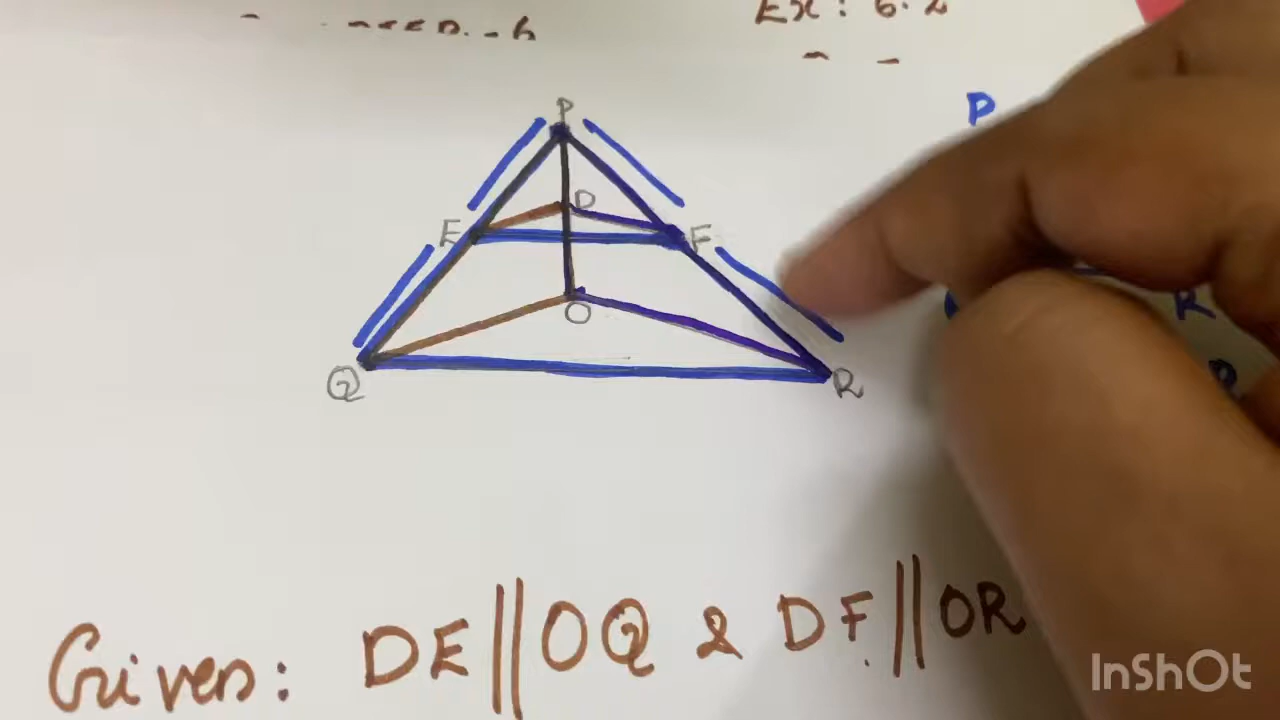 Ex: 6.2
P
P
D
E
F
O
R
Q
R
Given: DE || OQ & DF || OR
InShOt